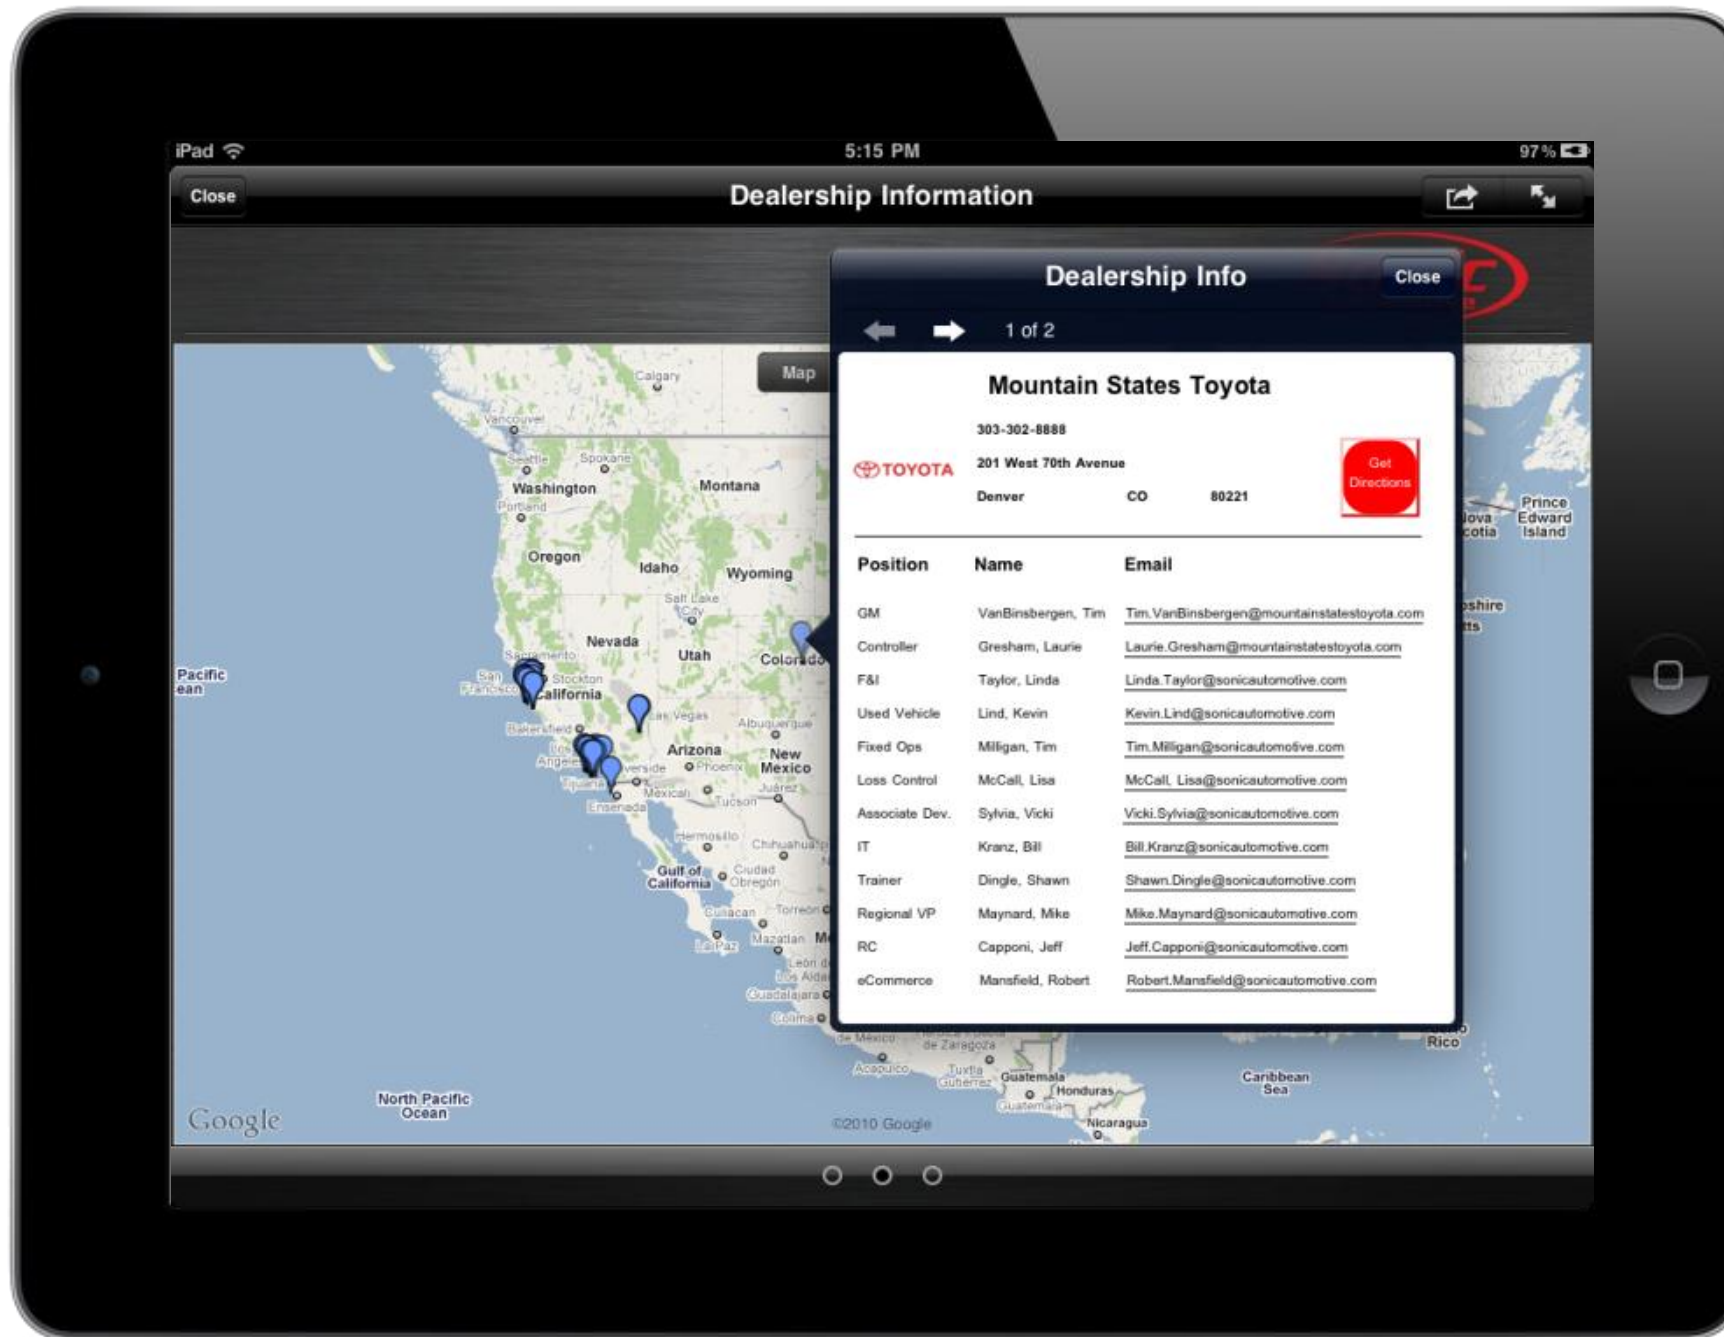 iPad 5:15 PM 97%
Close Dealership Information
Dealership Info Close
1 of 2
Map
Mountain States Toyota
303-302-8888
TOYOTA 201 West 70th Avenue
Denver CO 80221
Get
Directions
Position Name Email
GM VanBinsbergen, Tim Tim.VanBinsbergen@mountainstatestoyota.com
Controller Gresham, Laurie Laurie.Gresham@mountainstatestoyota.com
F&I Taylor, Linda Linda.Taylor@sonicautomotive.com
Used Vehicle Lind, Kevin Kevin.Lind@sonicautomotive.com
Fixed Ops Milligan, Tim Tim.Milligan@sonicautomotive.com
Loss Control McCall, Lisa McCall, Lisa@sonicautomotive.com
Associate Dev. Sylvia, Vicki Vicki.Sylvia@sonicautomotive.com
IT Kranz, Bill Bill.Kranz@sonicautomotive.com
Trainer Dingle, Shawn Shawn.Dingle@sonicautomotive.com
Regional VP Maynard, Mike Mike.Maynard@sonicautomotive.com
RC Capponi, Jeff Jeff.Capponi@sonicautomotive.com
eCommerce Mansfield, Robert Robert.Mansfield@sonicautomotive.com
Calgary
Vancouver
Seattle
Spokane
Washington
Montana
Portland
Oregon
Idaho
Wyoming
Salt Lake
City
Nevada
Utah
Colorado
Sacramento
San
Francisco
Stockton
California
Las Vegas
Bakersfield
Albuquerque
Los
Arizona
Phoenix
New
Mexico
Tijuana
Mexicali
Tucson
Juárez
Ensenada
Hermosillo
Gulf of
California
Ciudad
Obregón
Culiacan
Torreon
La Paz
Mazatlan
Guadalajara
Colima
Acapulco
de Zaragoza
Tuxtla
Gutierrez
Guatemala
Guatemala
Honduras
Nicaragua
Caribbean
Sea
Rico
Prince
Edward
Island
Pacific
North Pacific
Ocean
Google
©2010 Google